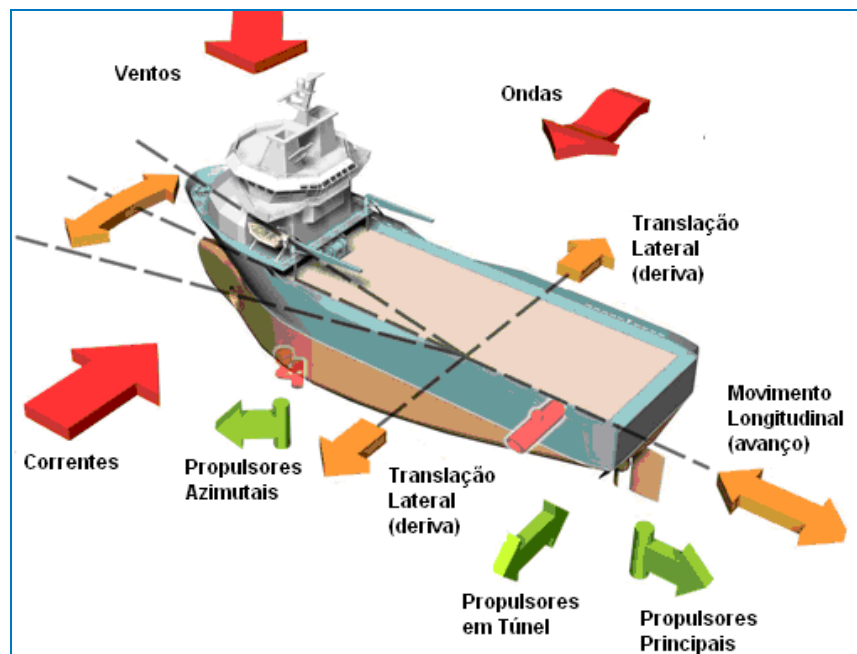 Ventos
Ondas
Translação
Lateral
(deriva)
Movimento
Longitudinal
(avanço)
Correntes
Propulsores
Azimutais
Translação
Lateral
(deriva)
Propulsores
em Túnel
Propulsores
Principais